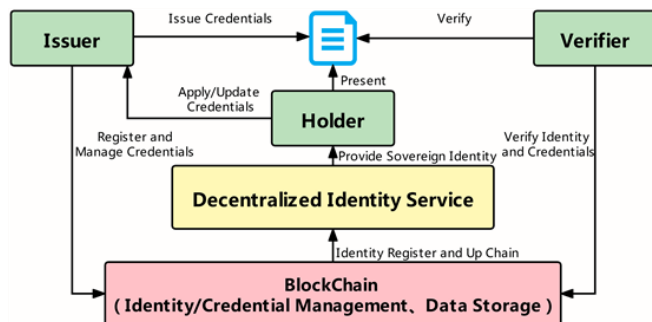 Issue Credentials
Verify
Issuer
Verifier
Present
Apply/Update
Credentials
Holder
Register and
Manage Credentials
Verify Identity
and Credentials
Provide Sovereign Identity
Decentralized Identity Service
Identity Register and Up Chain
BlockChain
（Identity/Credential Management、Data Storage）